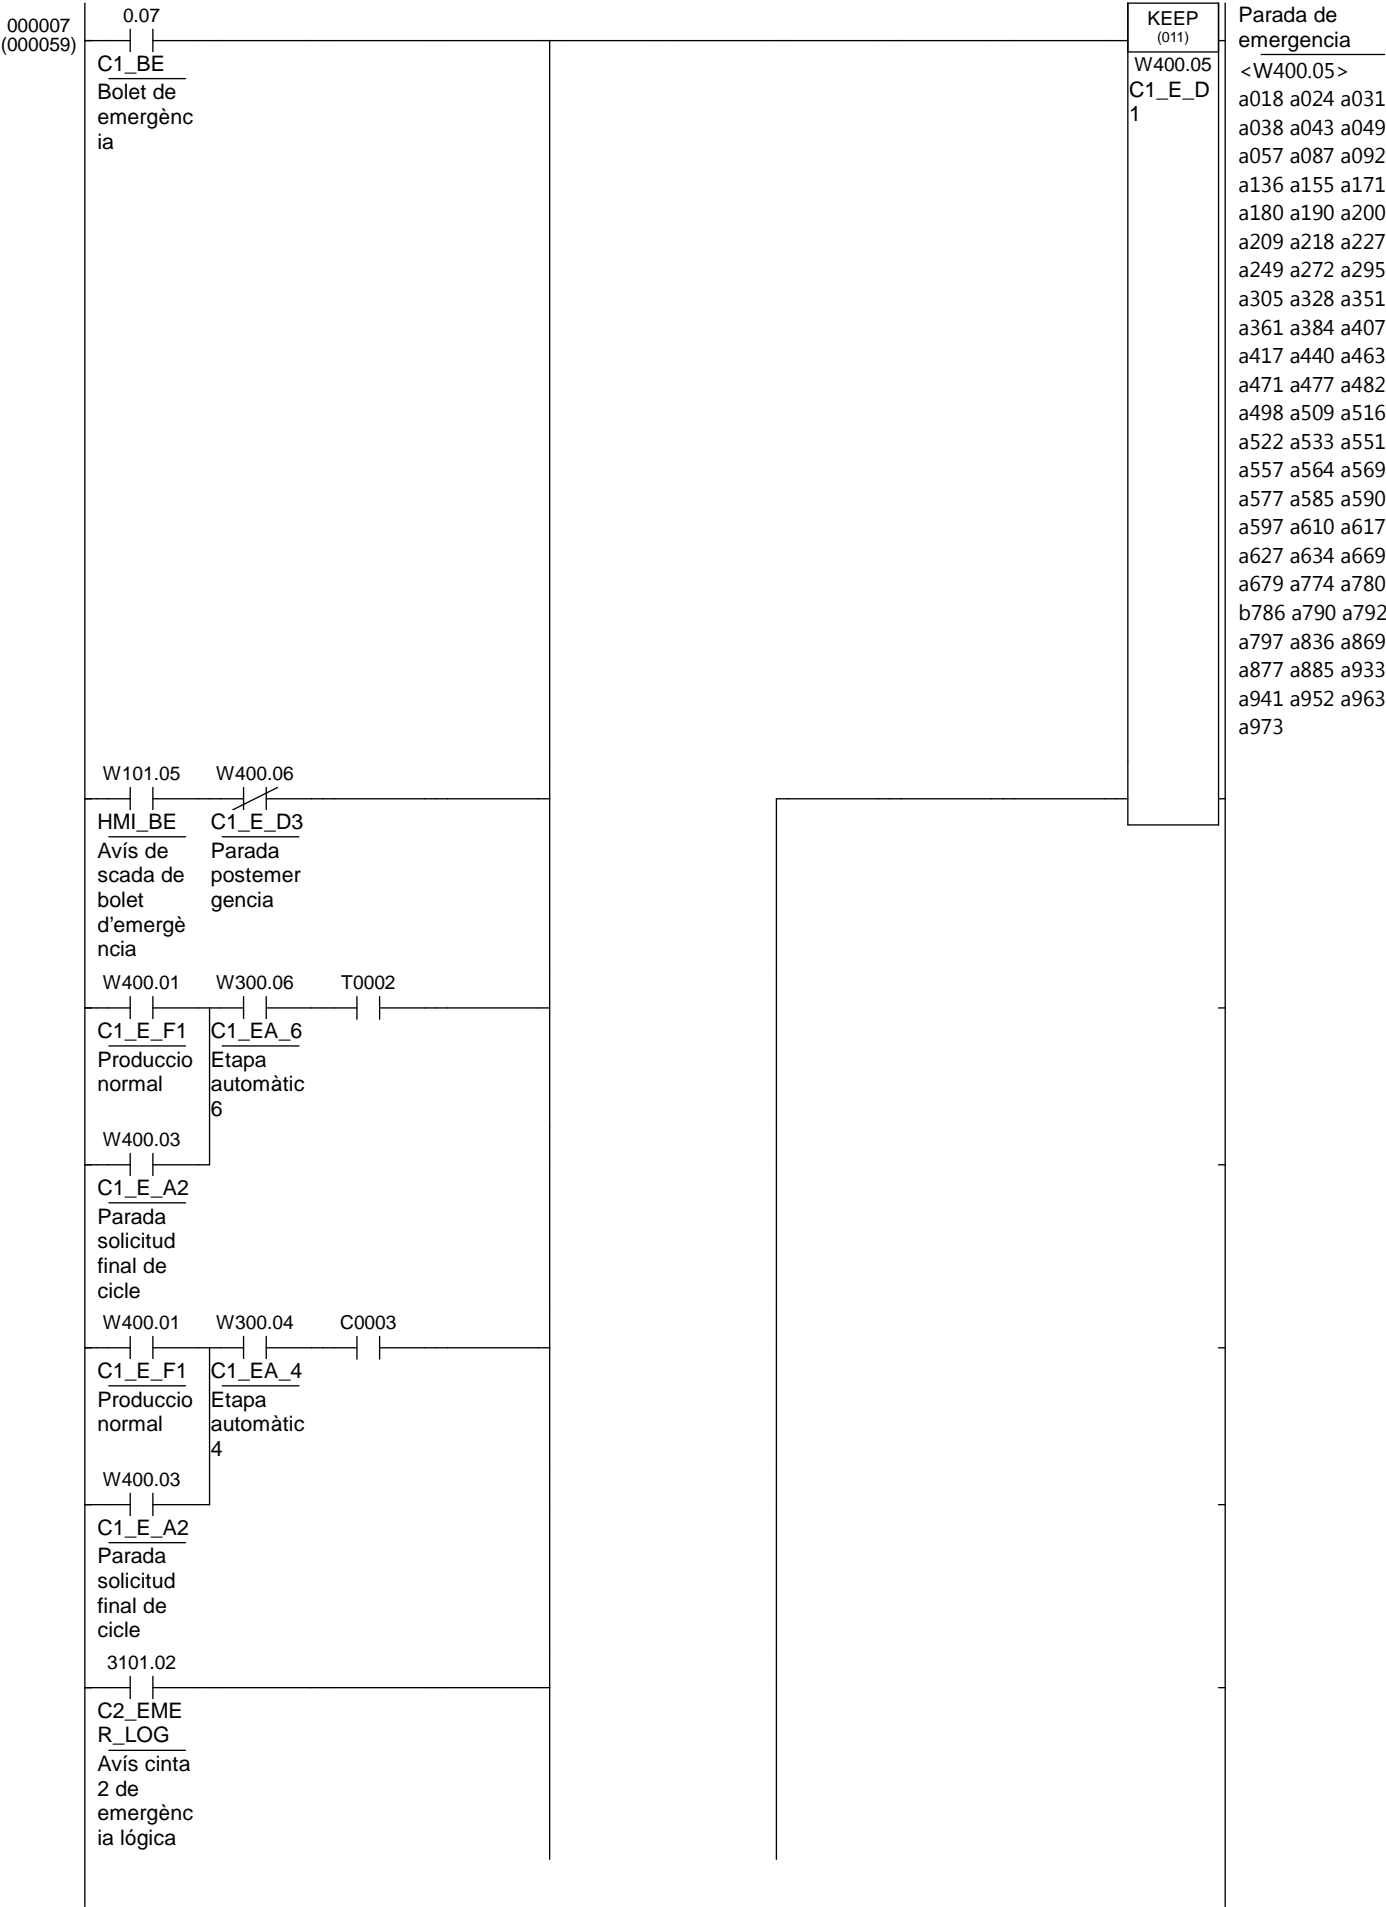 000007
(000059)
0.07
C1_BE
Bolet de
emergènc
ia
KEEP
(011)
W400.05
C1_E_D
1
Parada de
emergencia
<W400.05>
a018 a024 a031
a038 a043 a049
a057 a087 a092
a136 a155 a171
a180 a190 a200
a209 a218 a227
a249 a272 a295
a305 a328 a351
a361 a384 a407
a417 a440 a463
a471 a477 a482
a498 a509 a516
a522 a533 a551
a557 a564 a569
a577 a585 a590
a597 a610 a617
a627 a634 a669
a679 a774 a780
b786 a790 a792
a797 a836 a869
a877 a885 a933
a941 a952 a963
a973
W101.05
HMI_BE
Avís de
scada de
bolet
d'emergè
ncia
W400.06
C1_E_D3
Parada
postemer
gencia
W400.01
C1_E_F1
Produccio
normal
W300.06
C1_EA_6
Etapa
automàtic
6
T0002
W400.03
C1_E_A2
Parada
solicitud
final de
cicle
W400.01
C1_E_F1
Produccio
normal
W300.04
C1_EA_4
Etapa
automàtic
4
C0003
W400.03
C1_E_A2
Parada
solicitud
final de
cicle
3101.02
C2_EME
R_LOG
Avís cinta
2 de
emergènc
ia lógica